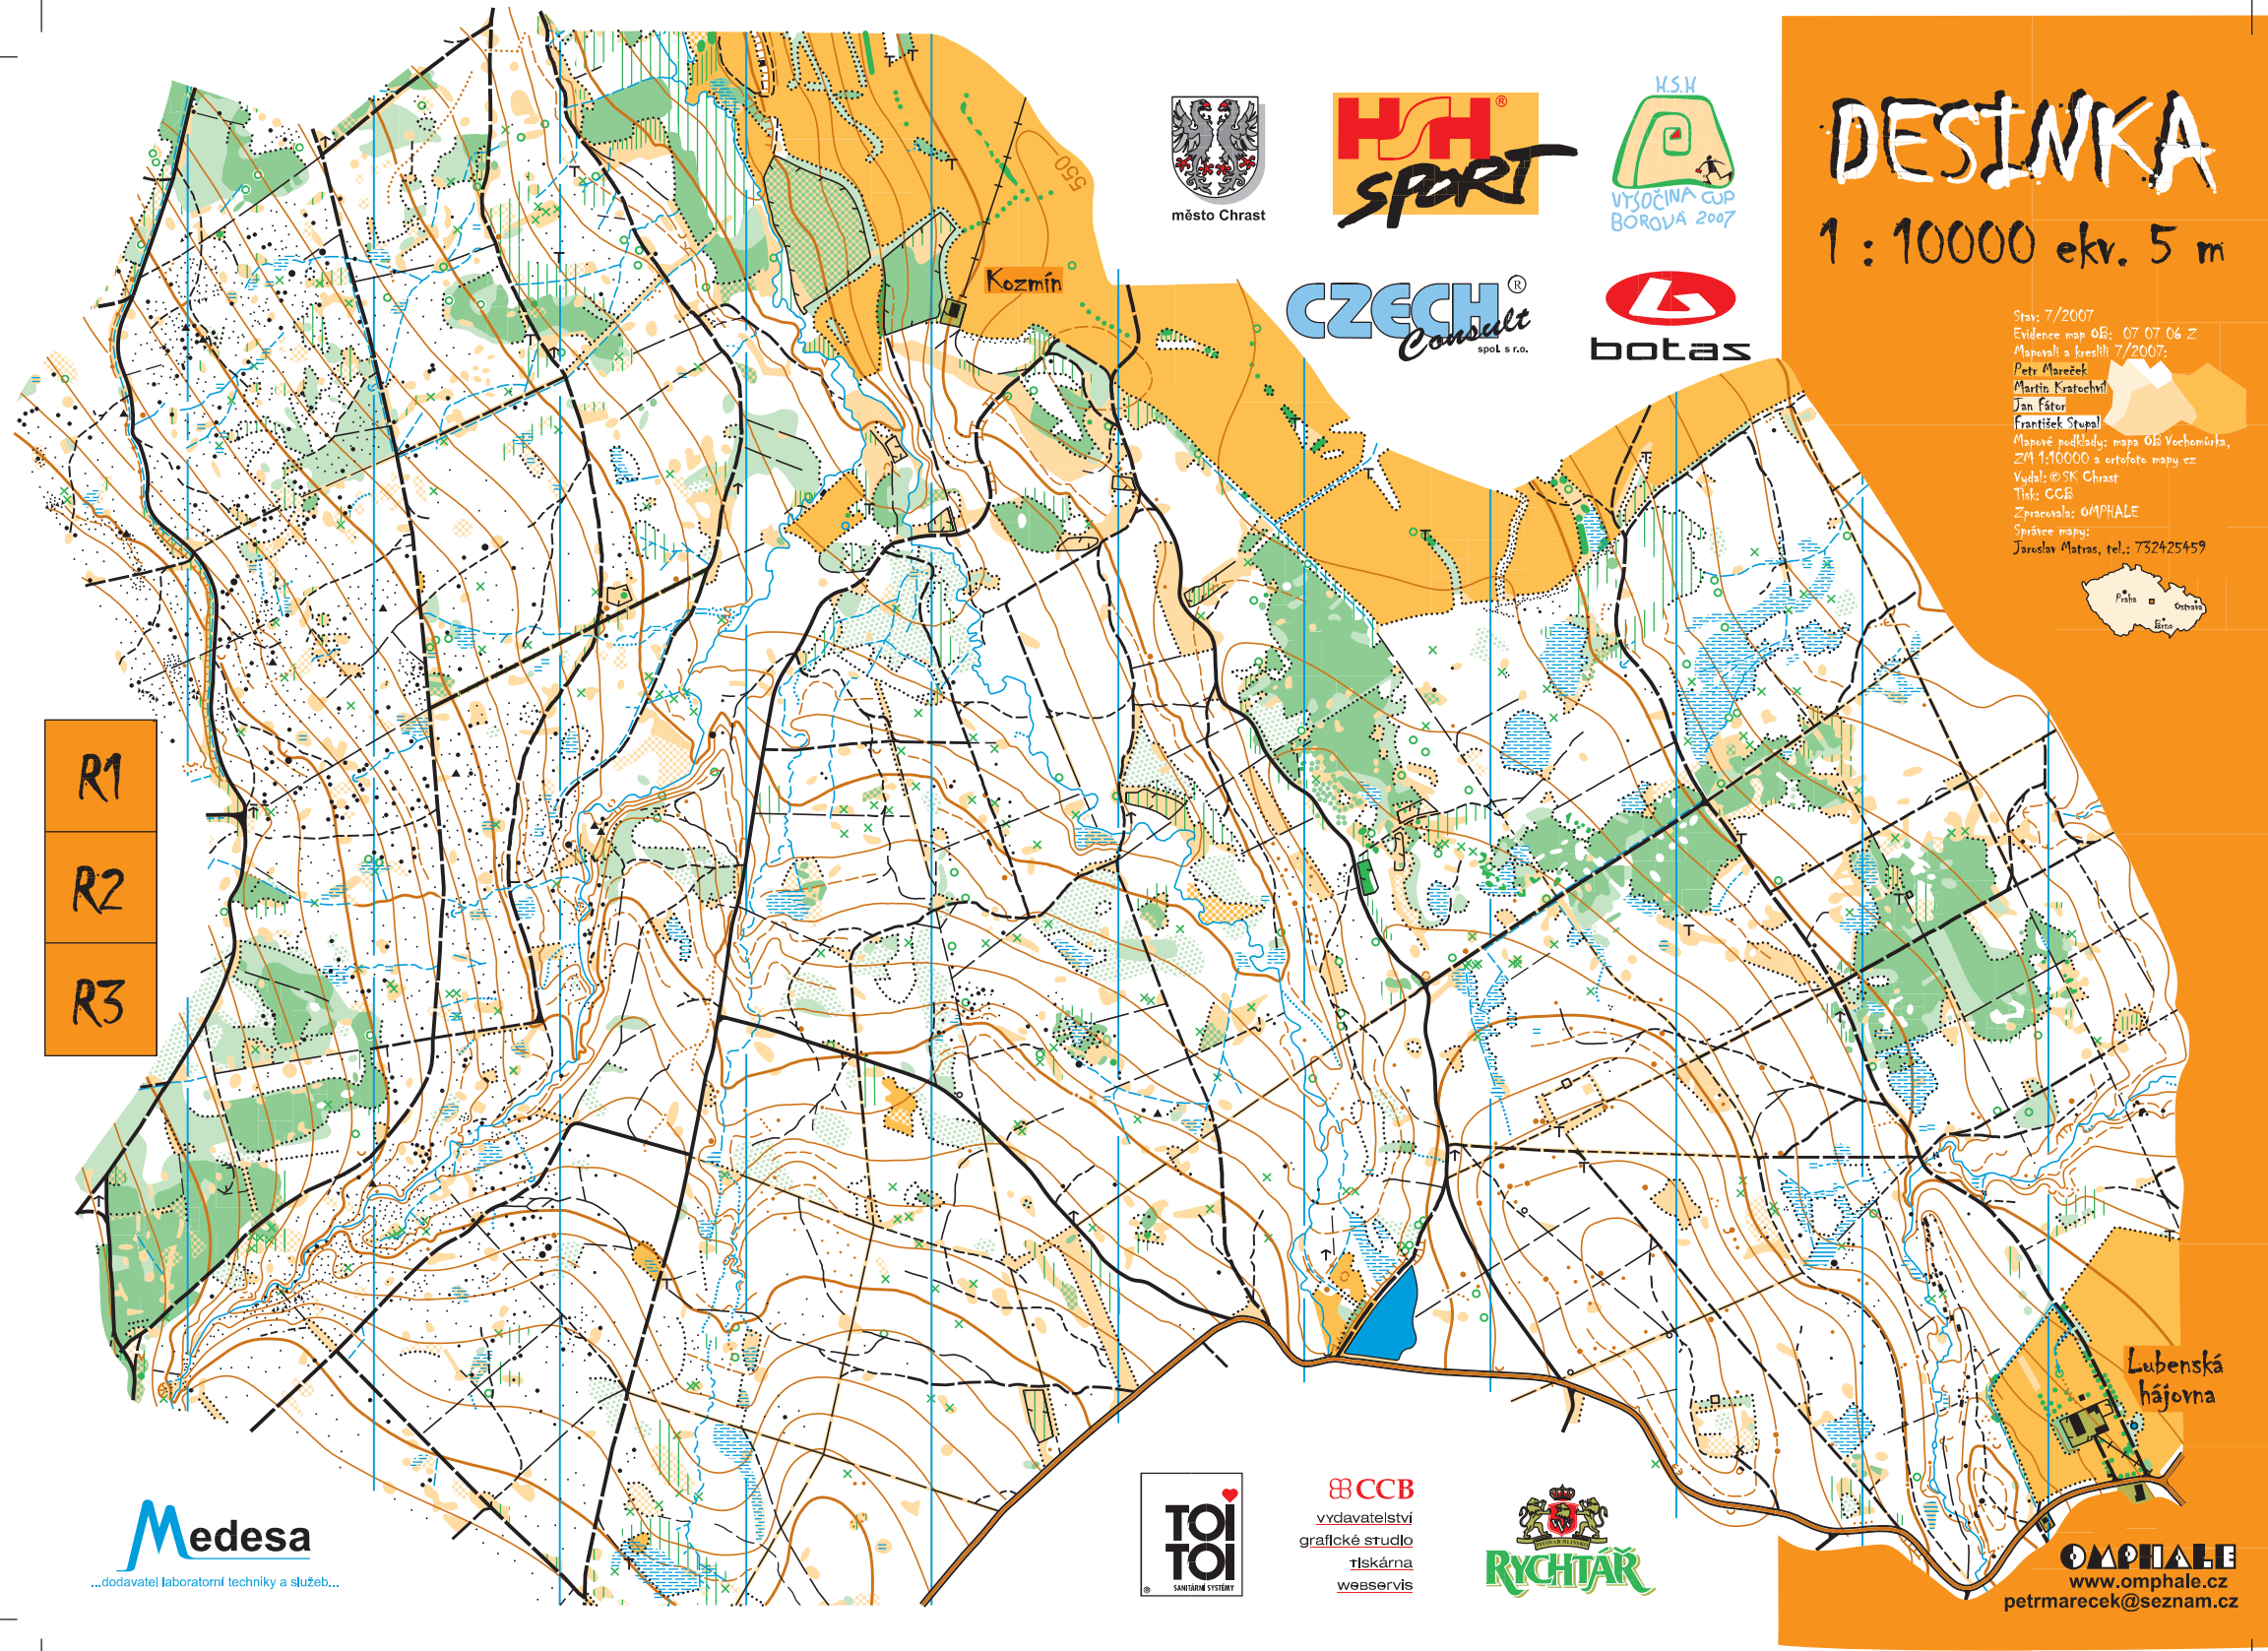 DESINKA
1 : 10000 ekv. 5 m
Stav: 7/2007
Evidence map OB: 07 07 06 Z
Mapovali a kreslili 7/2007:
Petr Mareček
Martin Kratochvíl
Jan Fátor
František Stupal
Mapové podklady: mapa OB Vochomůrka,
ZM 1:10000 a ortofoto mapy cz
Vydal: © SK Chrast
Tisk: CCB
Zpracovala: OMPHALE
Správce mapy:
Jaroslav Matras, tel.: 732425459
Praha
Ostrava
Brno
město Chrast
HSH ®
SPORT
H.S.H
VYSOČINA CUP
BOROVÁ 2007
CZECH ®
Consult
spol. s r.o.
botas
550
Kozmín
R1
R2
R3
Lubenská
hájovna
Medesa
...dodavatel laboratorní techniky a služeb...
TOI
TOI
® SANITÁRNÍ SYSTÉMY
CCB
vydavatelství
grafické studio
tiskárna
webservis
PIVOVAR HLINSKO
RYCHTÁŘ
OMPHALE
www.omphale.cz
petrmarecek@seznam.cz